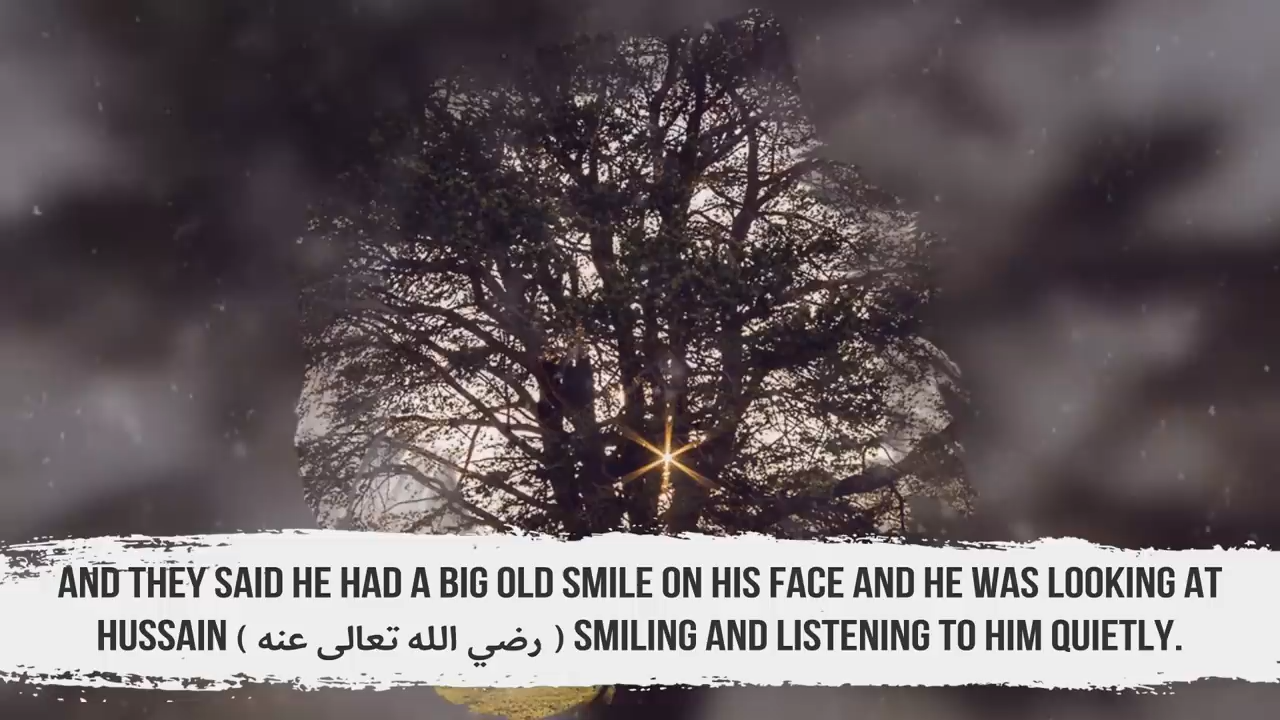 AND THEY SAID HE HAD A BIG OLD SMILE ON HIS FACE AND HE WAS LOOKING AT
HUSSAIN ( رضي الله تعالى عنه ) SMILING AND LISTENING TO HIM QUIETLY.